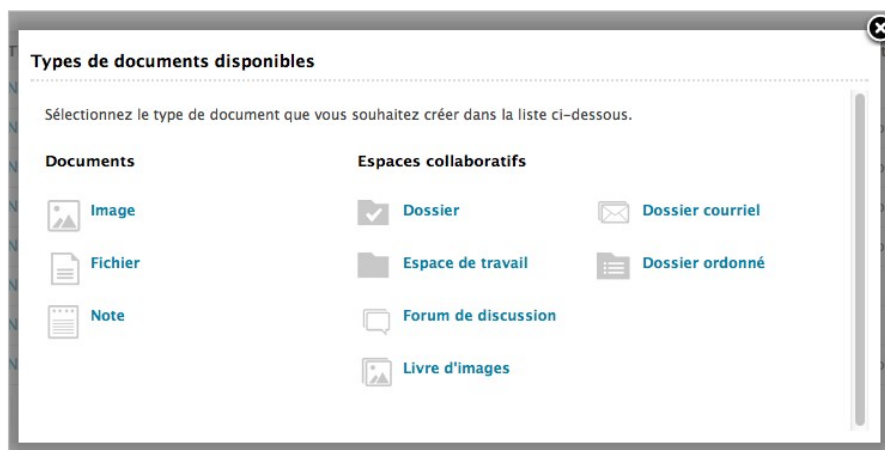 Types de documents disponibles
Sélectionnez le type de document que vous souhaitez créer dans la liste ci-dessous.
Documents
Image
Fichier
Note
Espaces collaboratifs
Dossier
Espace de travail
Forum de discussion
Livre d'images
Dossier courriel
Dossier ordonné